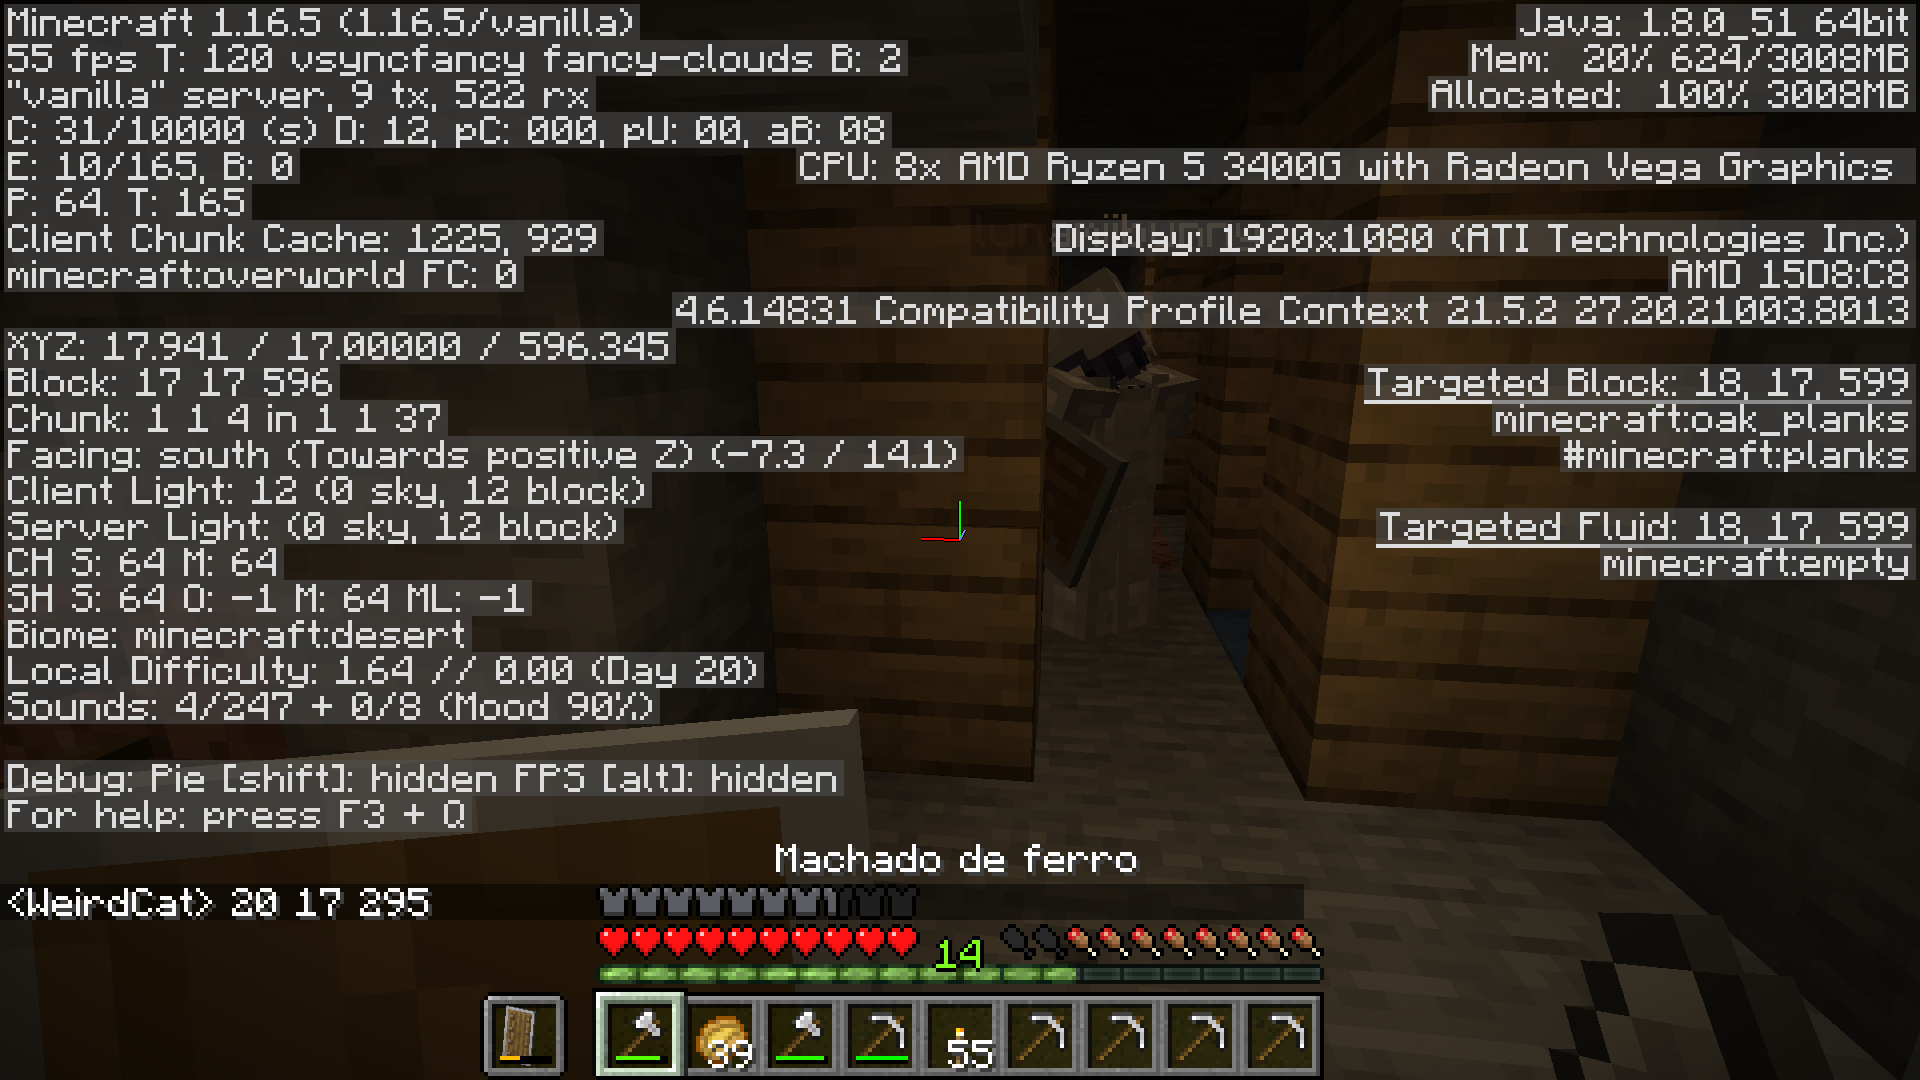 Minecraft 1.16.5 (1.16.5/vanilla)
55 fps T: 120 vsyncfancy fancy-clouds B: 2
"vanilla" server, 9 tx, 522 rx
C: 31/10000 (s) D: 12, pC: 000, pU: 00, aB: 08
E: 10/165, B: 0
P: 64. T: 165
Client Chunk Cache: 1225, 929
minecraft:overworld FC: 0
XYZ: 17.941 / 17.00000 / 596.345
Block: 17 17 596
Chunk: 1 1 4 in 1 1 37
Facing: south (Towards positive Z) (-7.3 / 14.1)
Client Light: 12 (0 sky, 12 block)
Server Light: (0 sky, 12 block)
CH S: 64 M: 64
SH S: 64 O: -1 M: 64 ML: -1
Biome: minecraft:desert
Local Difficulty: 1.64 // 0.00 (Day 20)
Sounds: 4/247 + 0/8 (Mood 90%)
Debug: Pie [shift]: hidden FPS [alt]: hidden
For help: press F3 + Q
Java: 1.8.0_51 64bit
Mem: 20% 624/3008MB
Allocated: 100% 3008MB
CPU: 8x AMD Ryzen 5 3400G with Radeon Vega Graphics
Display: 1920x1080 (ATI Technologies Inc.)
AMD 15D8:C8
4.6.14831 Compatibility Profile Context 21.5.2 27.20.21003.8013
Targeted Block: 18, 17, 599
minecraft:oak_planks
#minecraft:planks
Targeted Fluid: 18, 17, 599
minecraft:empty
Machado de ferro
<WeirdCat> 20 17 295
14
39
55